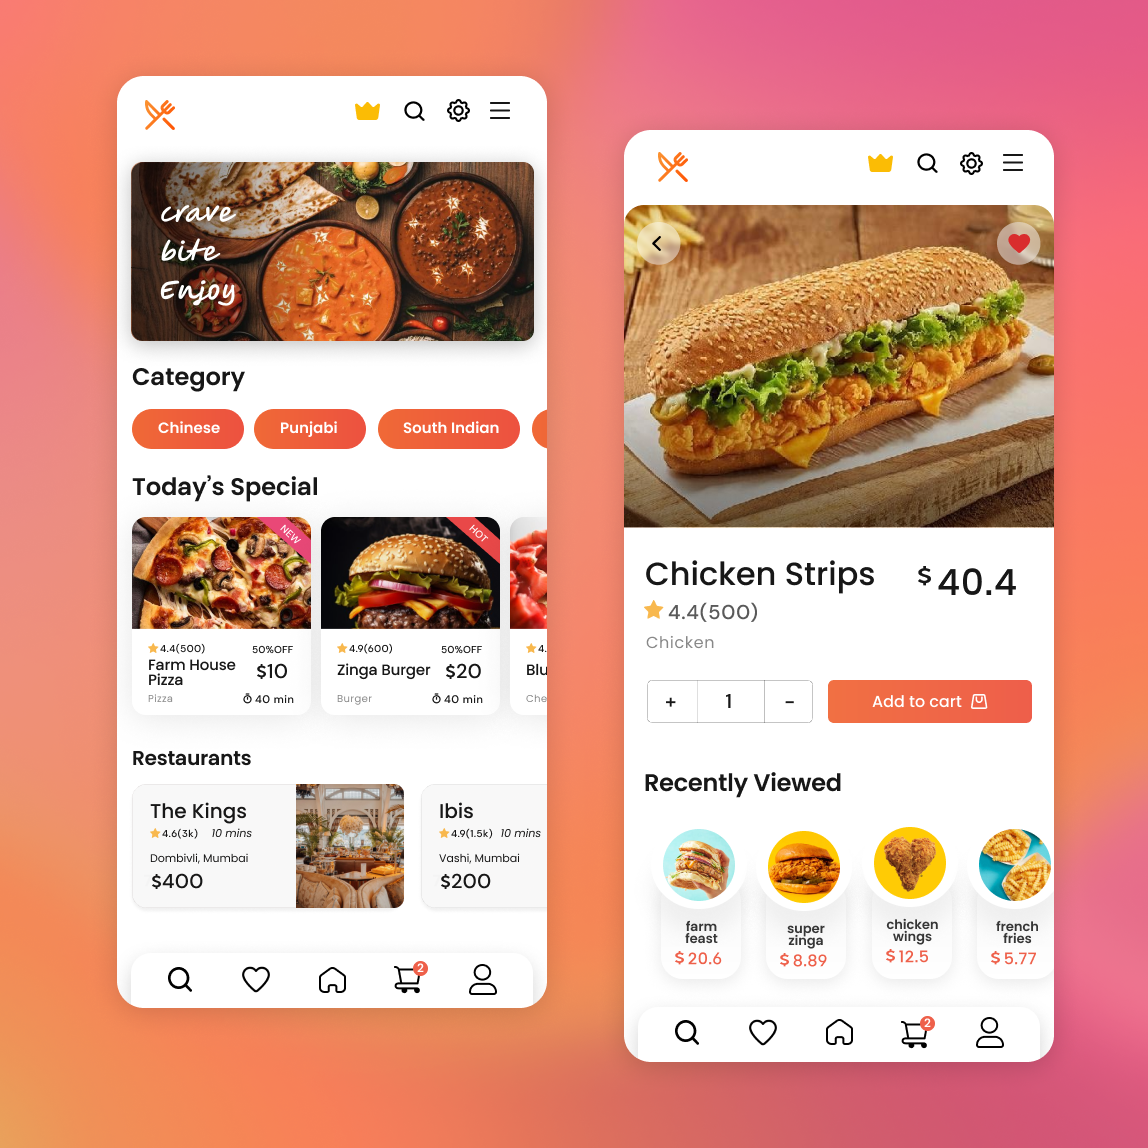 crave
bite
Enjoy
Category
Chinese Punjabi South Indian
Today's Special
NEW
HOT
4.4(500) 50%OFF
Farm House
Pizza
$10
Pizza 40 min
4.9(600) 50%OFF
Zinga Burger $20
Burger 40 min
4.
Blu
Che
Restaurants
The Kings
4.6(3k) 10 mins
Dombivli, Mumbai
$400
Ibis
4.9(1.5k) 10 mins
Vashi, Mumbai
$200
2
Chicken Strips $40.4
4.4(500)
Chicken
+ 1 -
Add to cart
Recently Viewed
farm
feast
$20.6
super
zinga
$8.89
chicken
wings
$12.5
french
fries
$5.77
2